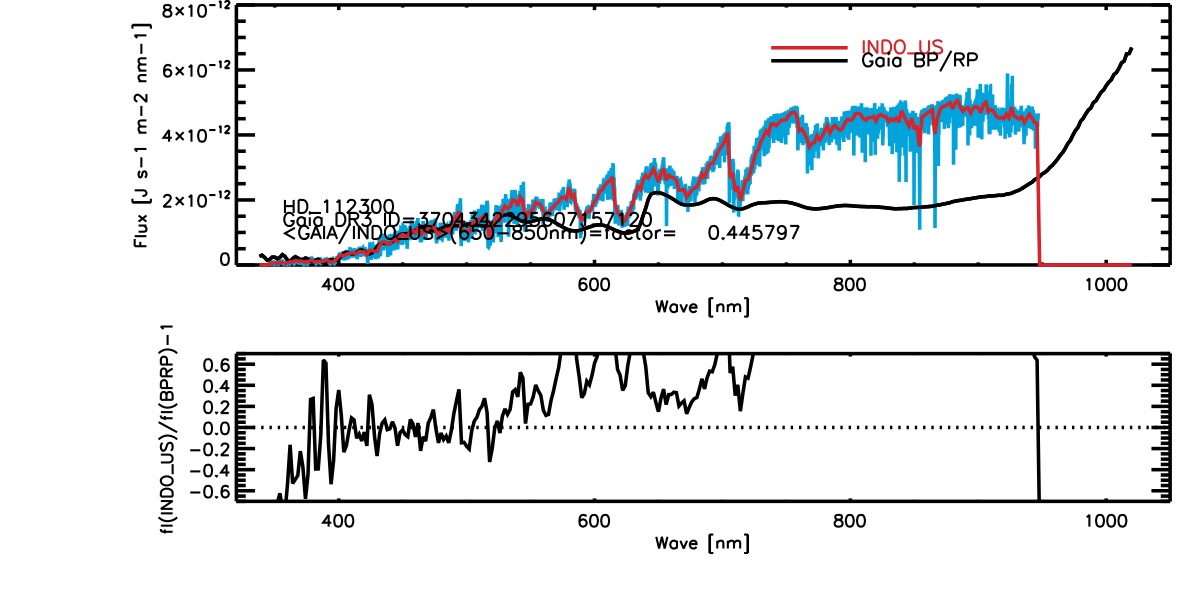 8×10⁻¹²
6×10⁻¹²
4×10⁻¹²
2×10⁻¹²
0
Flux [J s-1 m-2 nm-1]
INDO_US
Gaia BP/RP
HD_112300
Gaia DR3 ID=
<GAIA/INDO_US>(650-850nm)=factor= 0.445797
400 600 800 1000
Wave [nm]
fl(INDO_US)/fl(BPRP)-1
0.6
0.4
0.2
0.0
-0.2
-0.4
-0.6
400 600 800 1000
Wave [nm]